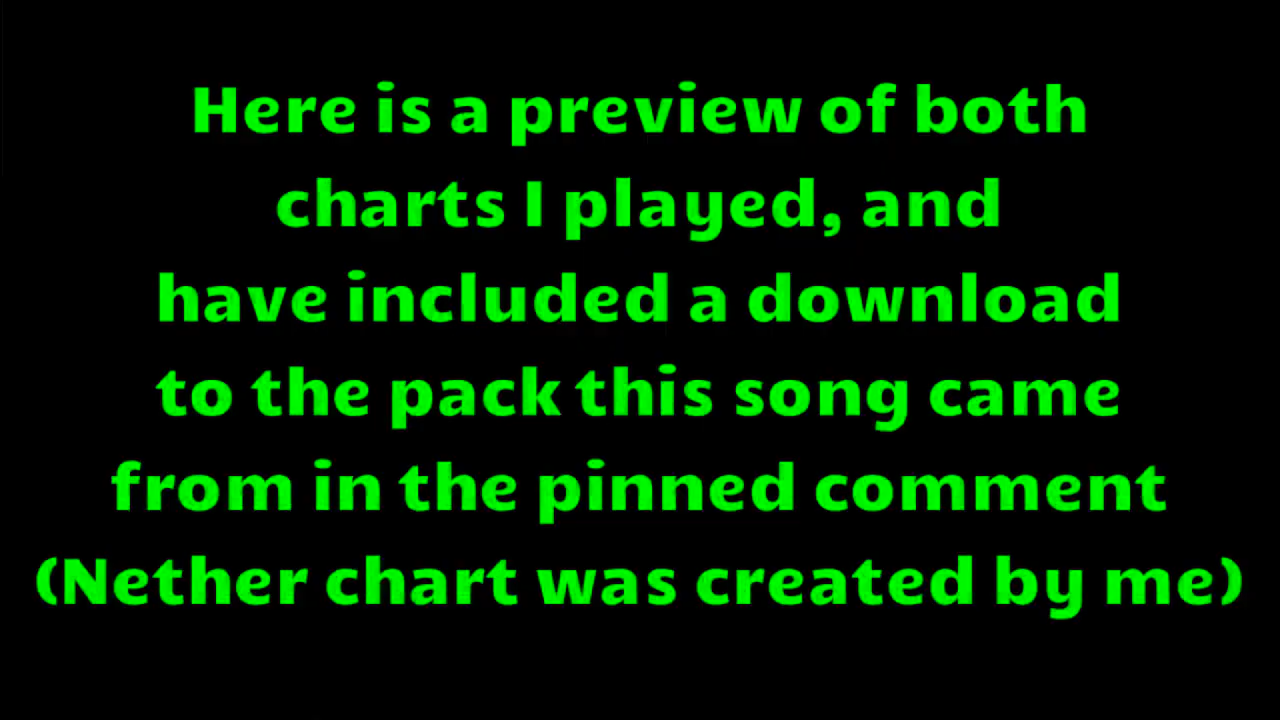 Here is a preview of both
charts I played, and
have included a download
to the pack this song came
from in the pinned comment
(Nether chart was created by me)